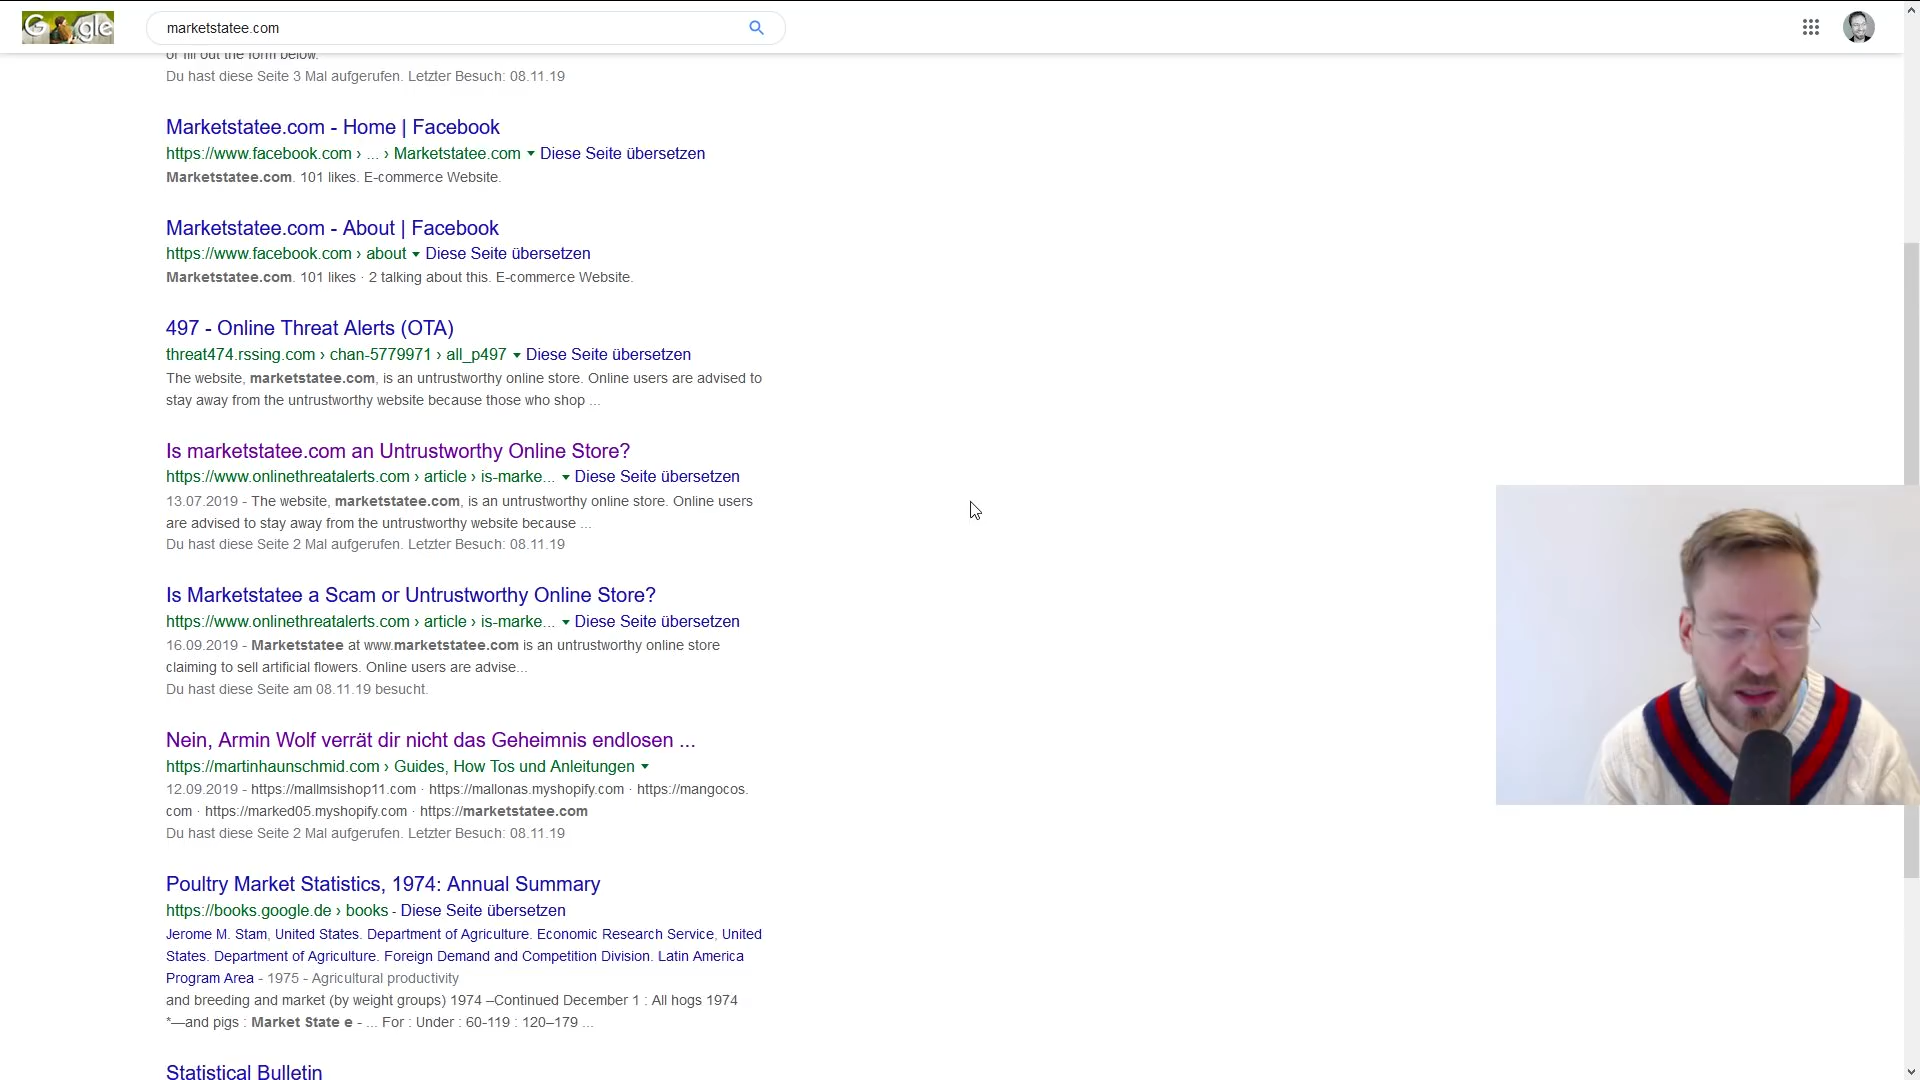 Google
marketstatee.com
or fill out the form below.
Du hast diese Seite 3 Mal aufgerufen. Letzter Besuch: 08.11.19
Marketstatee.com - Home | Facebook
https://www.facebook.com › ... › Marketstatee.com ▾ Diese Seite übersetzen
Marketstatee.com. 101 likes. E-commerce Website.
Marketstatee.com - About | Facebook
https://www.facebook.com › about ▾ Diese Seite übersetzen
Marketstatee.com. 101 likes · 2 talking about this. E-commerce Website.
497 - Online Threat Alerts (OTA)
threat474.rssing.com › chan-5779971 › all_p497 ▾ Diese Seite übersetzen
The website, marketstatee.com, is an untrustworthy online store. Online users are advised to
stay away from the untrustworthy website because those who shop ...
Is marketstatee.com an Untrustworthy Online Store?
https://www.onlinethreatalerts.com › article › is-marke... ▾ Diese Seite übersetzen
13.07.2019 - The website, marketstatee.com, is an untrustworthy online store. Online users
are advised to stay away from the untrustworthy website because ...
Du hast diese Seite 2 Mal aufgerufen. Letzter Besuch: 08.11.19
Is Marketstatee a Scam or Untrustworthy Online Store?
https://www.onlinethreatalerts.com › article › is-marke... ▾ Diese Seite übersetzen
16.09.2019 - Marketstatee at www.marketstatee.com is an untrustworthy online store
claiming to sell artificial flowers. Online users are advise...
Du hast diese Seite am 08.11.19 besucht.
Nein, Armin Wolf verrät dir nicht das Geheimnis endlosen ...
https://martinhaunschmid.com › Guides, How Tos und Anleitungen ▾
12.09.2019 - https://mallmsishop11.com · https://mallonas.myshopify.com · https://mangocos.
com · https://marked05.myshopify.com · https://marketstatee.com
Du hast diese Seite 2 Mal aufgerufen. Letzter Besuch: 08.11.19
Poultry Market Statistics, 1974: Annual Summary
https://books.google.de › books - Diese Seite übersetzen
Jerome M. Stam, United States. Department of Agriculture. Economic Research Service, United
States. Department of Agriculture. Foreign Demand and Competition Division. Latin America
Program Area - 1975 - Agricultural productivity
and breeding and market (by weight groups) 1974 –Continued December 1 : All hogs 1974
*—and pigs : Market State e - ... For : Under : 60-119 : 120–179 ...
Statistical Bulletin